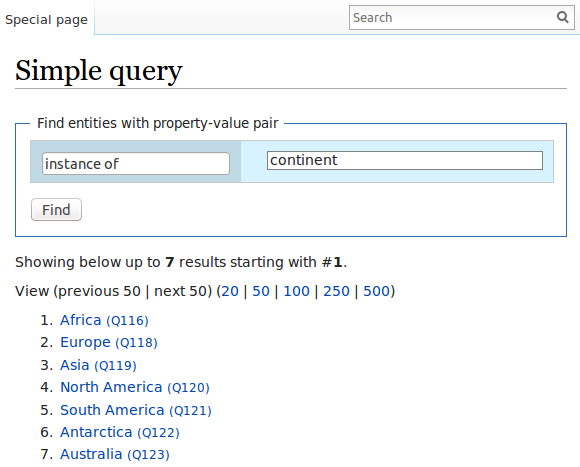 Special page
Search
Simple query
Find entities with property-value pair
instance of
continent
Find
Showing below up to 7 results starting with #1.
View (previous 50 | next 50) (20 | 50 | 100 | 250 | 500)
1. Africa (Q116)
2. Europe (Q118)
3. Asia (Q119)
4. North America (Q120)
5. South America (Q121)
6. Antarctica (Q122)
7. Australia (Q123)